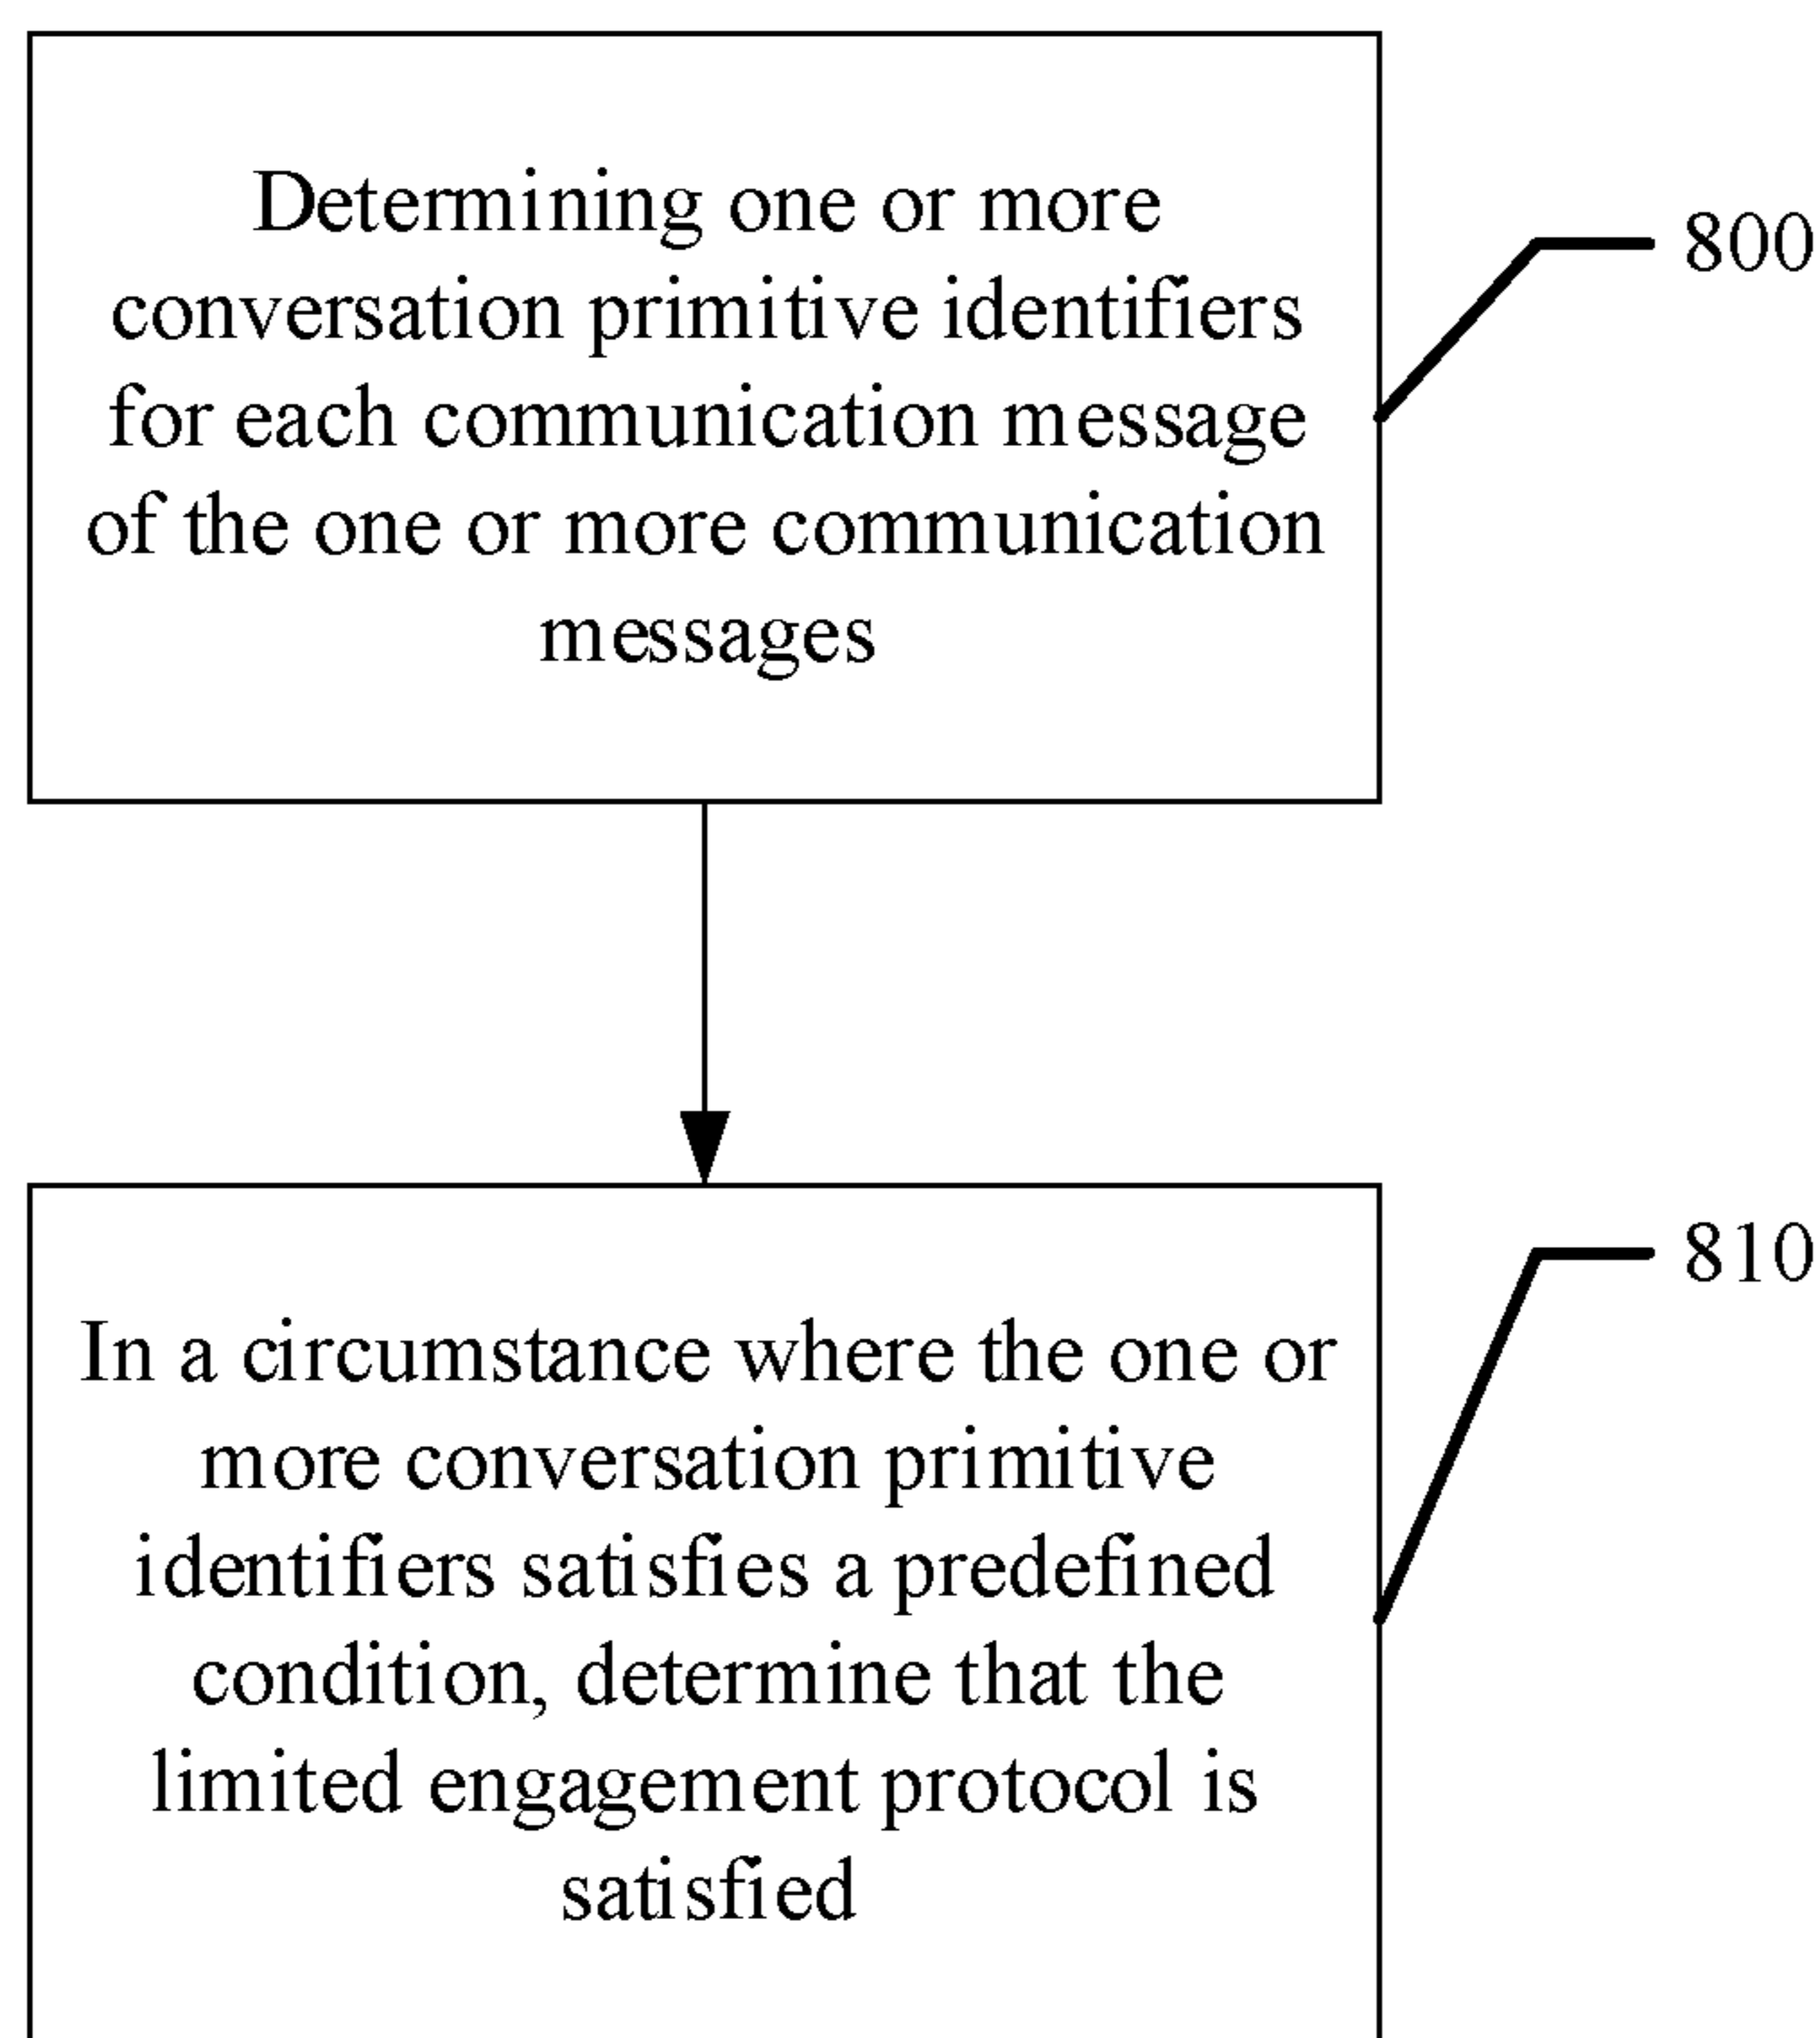 Determining one or more
conversation primitive identifiers
for each communication message
of the one or more communication
messages
800
In a circumstance where the one or
more conversation primitive
identifiers satisfies a predefined
condition, determine that the
limited engagement protocol is
satisfied
810